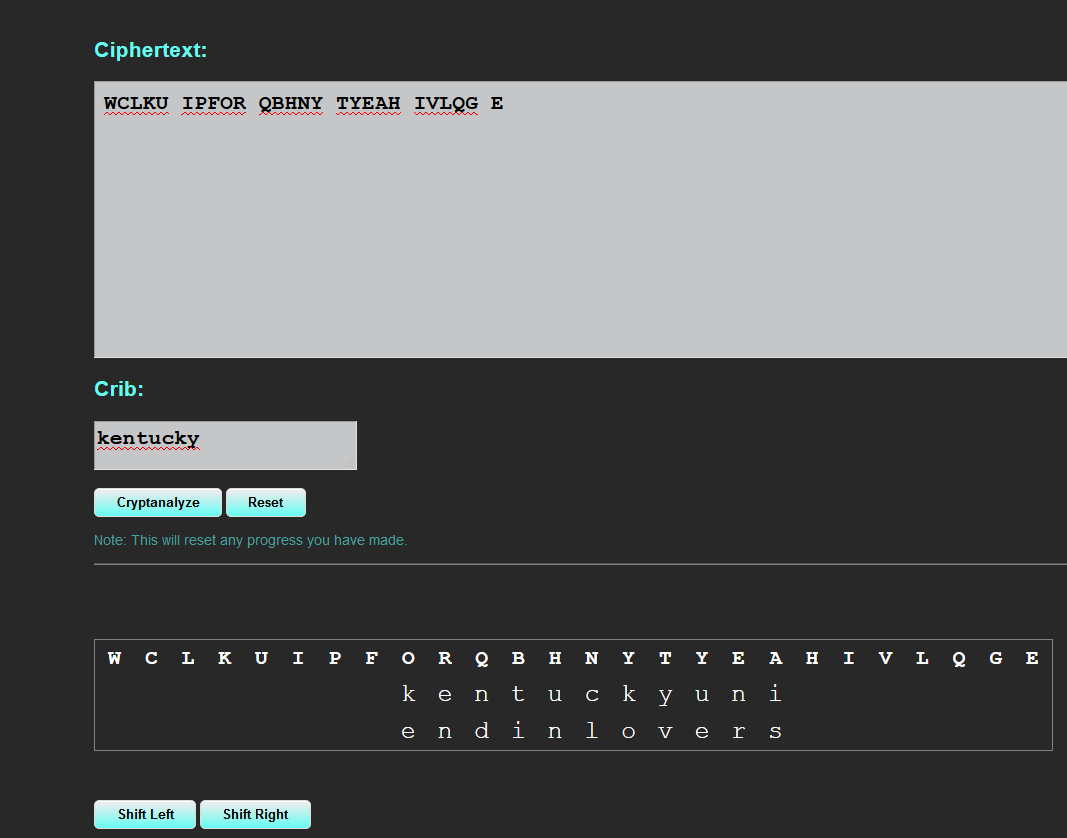 Ciphertext:
WCLKU IPFOR QBHNY TYEAH IVLQG E
Crib:
kentucky
Cryptanalyze Reset
Note: This will reset any progress you have made.
W C L K U I P F O R Q B H N Y T Y E A H I V L Q G E
k e n t u c k y u n i
e n d i n l o v e r s
Shift Left Shift Right